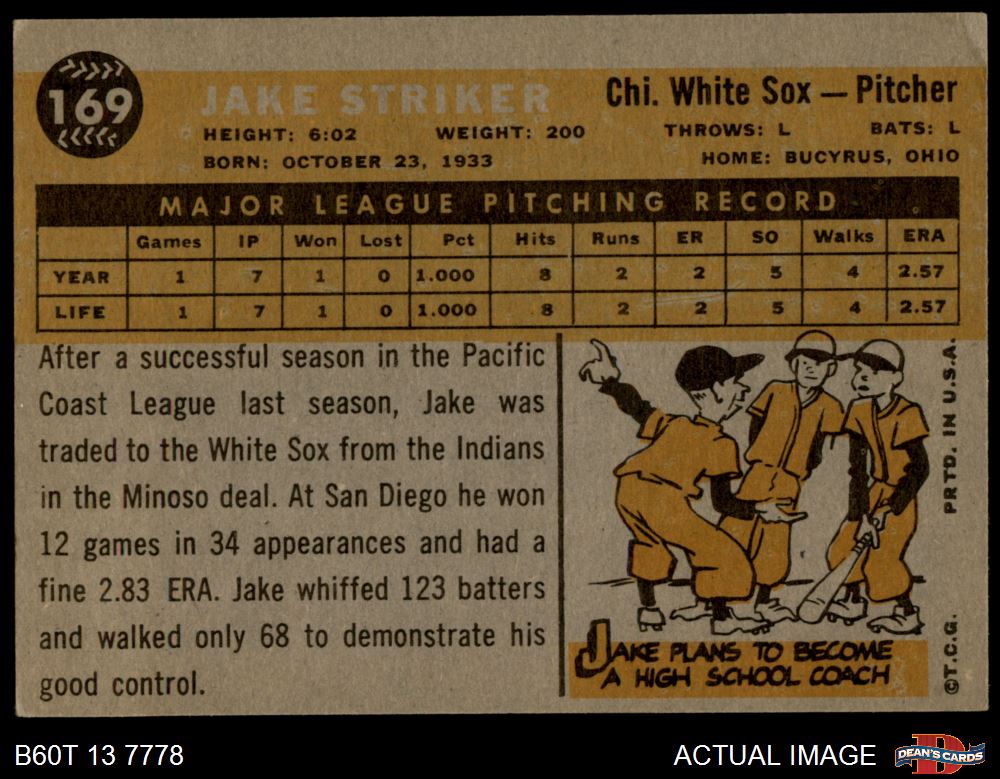 169
JAKE STRIKER
Chi. White Sox — Pitcher
HEIGHT: 6:02 WEIGHT: 200 THROWS: L BATS: L
BORN: OCTOBER 23, 1933 HOME: BUCYRUS, OHIO
MAJOR LEAGUE PITCHING RECORD
Games IP Won Lost Pct Hits Runs ER SO Walks ERA
YEAR 1 7 1 0 1.000 8 2 2 5 4 2.57
LIFE 1 7 1 0 1.000 8 2 2 5 4 2.57
After a successful season in the Pacific
Coast League last season, Jake was
traded to the White Sox from the Indians
in the Minoso deal. At San Diego he won
12 games in 34 appearances and had a
fine 2.83 ERA. Jake whiffed 123 batters
and walked only 68 to demonstrate his
good control.
JAKE PLANS TO BECOME
A HIGH SCHOOL COACH
©T.C.G. PRTD. IN U.S.A.
B60T 13 7778
ACTUAL IMAGE
D
DEAN'S CARDS